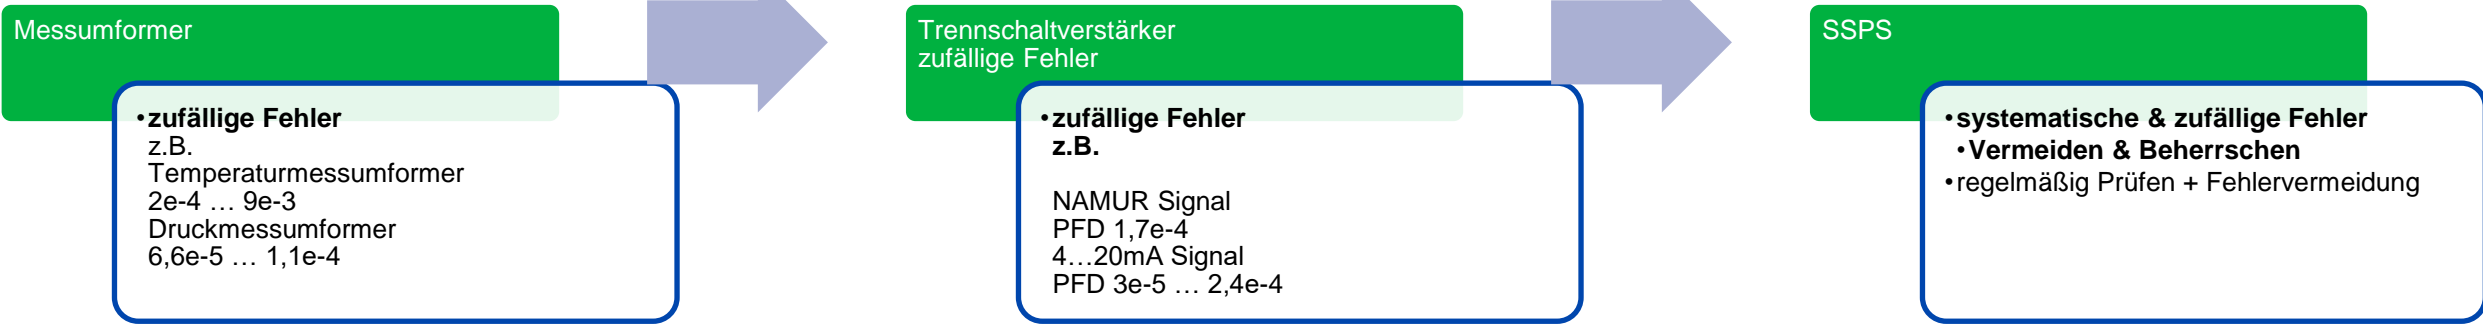 Messumformer
•zufällige Fehler
z.B.
Temperaturmessumformer
2e-4 … 9e-3
Druckmessumformer
6,6e-5 … 1,1e-4
Trennschaltverstärker
zufällige Fehler
•zufällige Fehler
z.B.
NAMUR Signal
PFD 1,7e-4
4…20mA Signal
PFD 3e-5 … 2,4e-4
SSPS
•systematische & zufällige Fehler
•Vermeiden & Beherrschen
•regelmäßig Prüfen + Fehlervermeidung